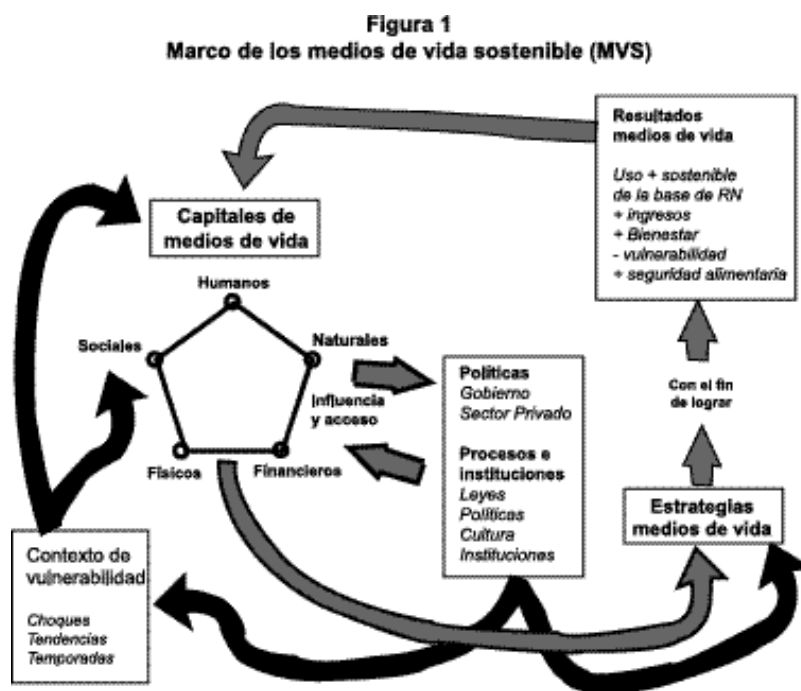 Figura 1
Marco de los medios de vida sostenible (MVS)
Resultados
medios de vida
Uso + sostenible
de la base de RN
+ ingresos
+ Bienestar
- vulnerabilidad
+ seguridad alimentaria
Capitales de
medios de vida
Humanos
Sociales
Naturales
Influencia
y acceso
Físicos
Financieros
Políticas
Gobierno
Sector Privado
Procesos e
instituciones
Leyes
Políticas
Cultura
Instituciones
Con el fin
de lograr
Estrategias
medios de vida
Contexto de
vulnerabilidad
Choques
Tendencias
Temporadas